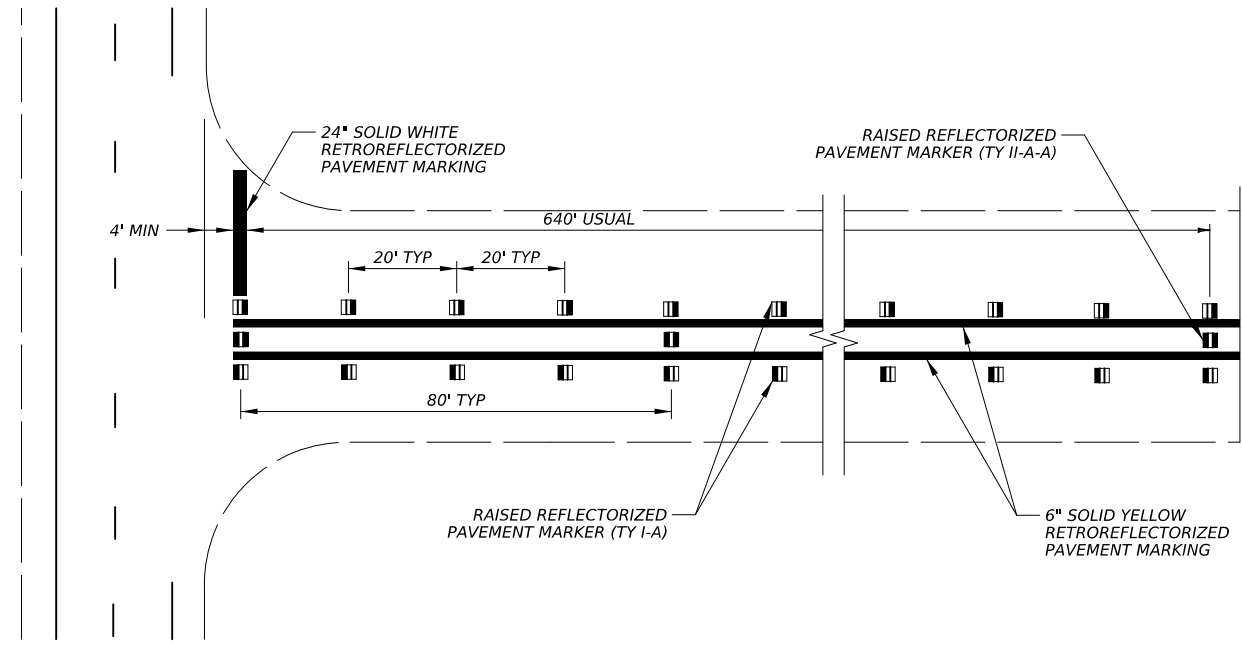 24" SOLID WHITE
RETROREFLECTORIZED
PAVEMENT MARKING
RAISED REFLECTORIZED
PAVEMENT MARKER (TY II-A-A)
640' USUAL
4' MIN
20' TYP
20' TYP
80' TYP
RAISED REFLECTORIZED
PAVEMENT MARKER (TY I-A)
6" SOLID YELLOW
RETROREFLECTORIZED
PAVEMENT MARKING